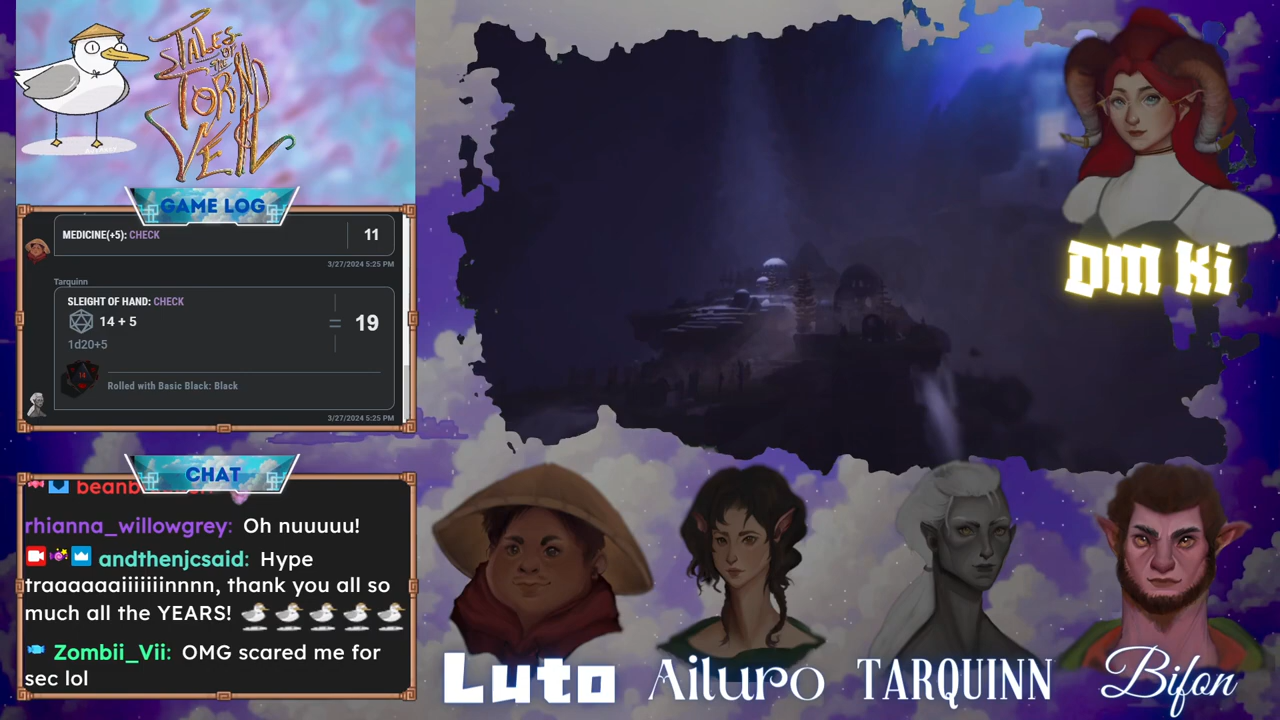 TALES
OF
THE
TORN
VEIL
GAME LOG
MEDICINE(+5): CHECK
11
3/27/2024 5:25 PM
Tarquinn
SLEIGHT OF HAND: CHECK
14 + 5
=
19
1d20+5
14
Rolled with Basic Black: Black
3/27/2024 5:25 PM
CHAT
rhianna_willowgrey: Oh nuuuuu!
andthenjcsaid: Hype
traaaaaaiiiiiiinnnn, thank you all so
much all the YEARS!
Zombii_Vii: OMG scared me for
sec lol
DM Ki
Luto
Ailuro
TARQUINN
Bifon